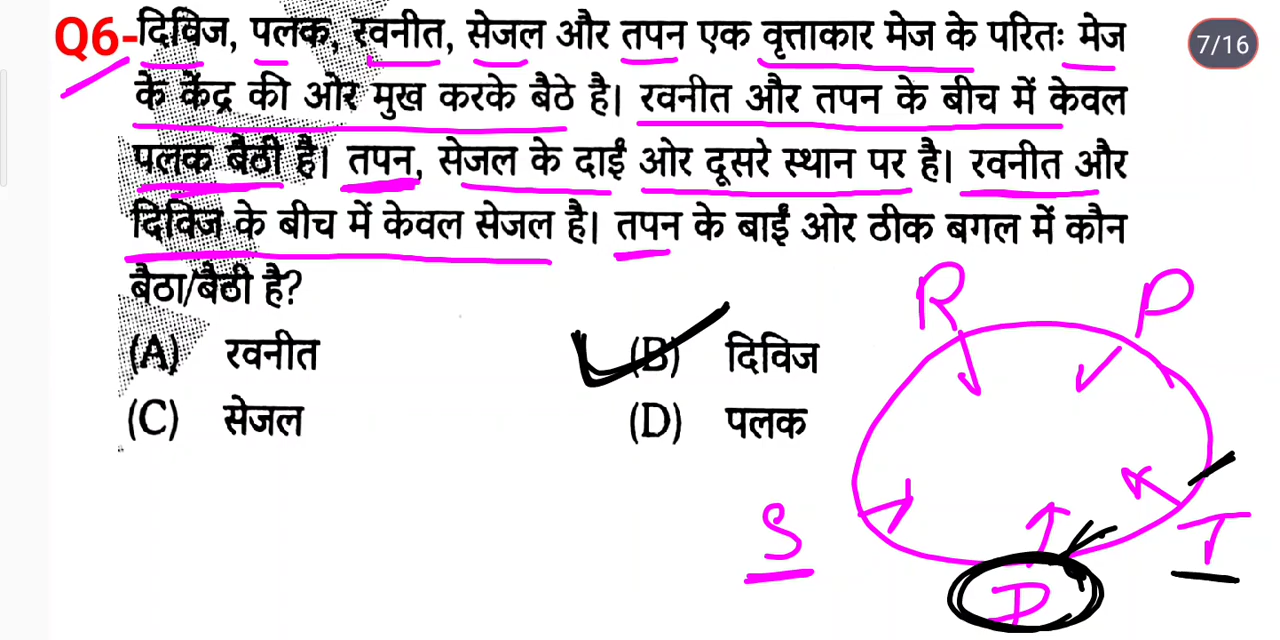 Q6-दिविज, पलक, रवनीत, सेजल और तपन एक वृत्ताकार मेज के परितः मेज
7/16
के केंद्र की ओर मुख करके बैठे है। रवनीत और तपन के बीच में केवल
पलक बैठी है। तपन, सेजल के दाईं ओर दूसरे स्थान पर है। रवनीत और
दिविज के बीच में केवल सेजल है। तपन के बाईं ओर ठीक बगल में कौन
बैठा/बैठी है?
(A) रवनीत
(B) दिविज
(C) सेजल
(D) पलक
R
P
S
D
T